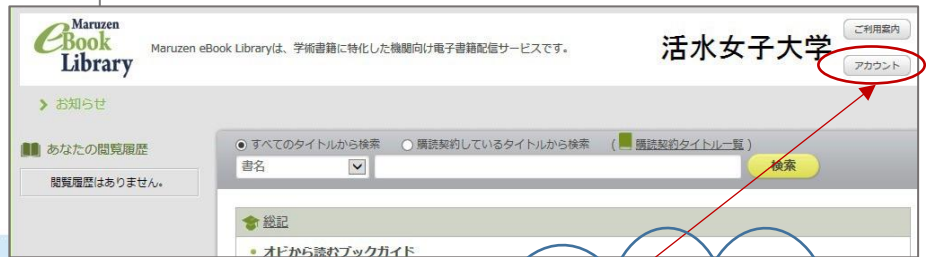 Maruzen
eBook
Library
Maruzen eBook Libraryは、学術書籍に特化した機関向け電子書籍配信サービスです。
活水女子大学
ご利用案内
アカウント
お知らせ
あなたの閲覧履歴
閲覧履歴はありません。
すべてのタイトルから検索 購読契約しているタイトルから検索 ( 購読契約タイトル一覧 )
書名
検索
総記
オビから読むブックガイド